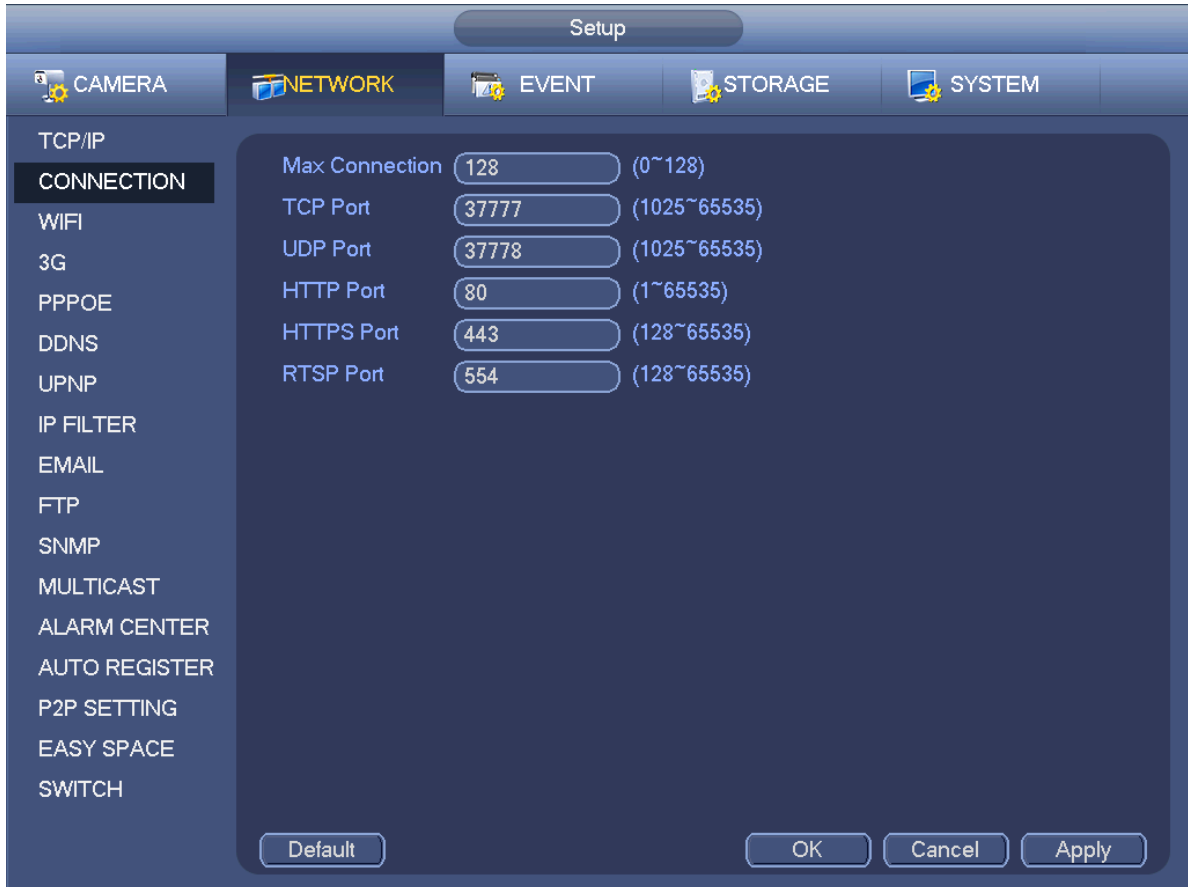 Setup
CAMERA NETWORK EVENT STORAGE SYSTEM
TCP/IP
CONNECTION
WIFI
3G
PPPOE
DDNS
UPNP
IP FILTER
EMAIL
FTP
SNMP
MULTICAST
ALARM CENTER
AUTO REGISTER
P2P SETTING
EASY SPACE
SWITCH
Max Connection 128 (0~128)
TCP Port 37777 (1025~65535)
UDP Port 37778 (1025~65535)
HTTP Port 80 (1~65535)
HTTPS Port 443 (128~65535)
RTSP Port 554 (128~65535)
Default OK Cancel Apply